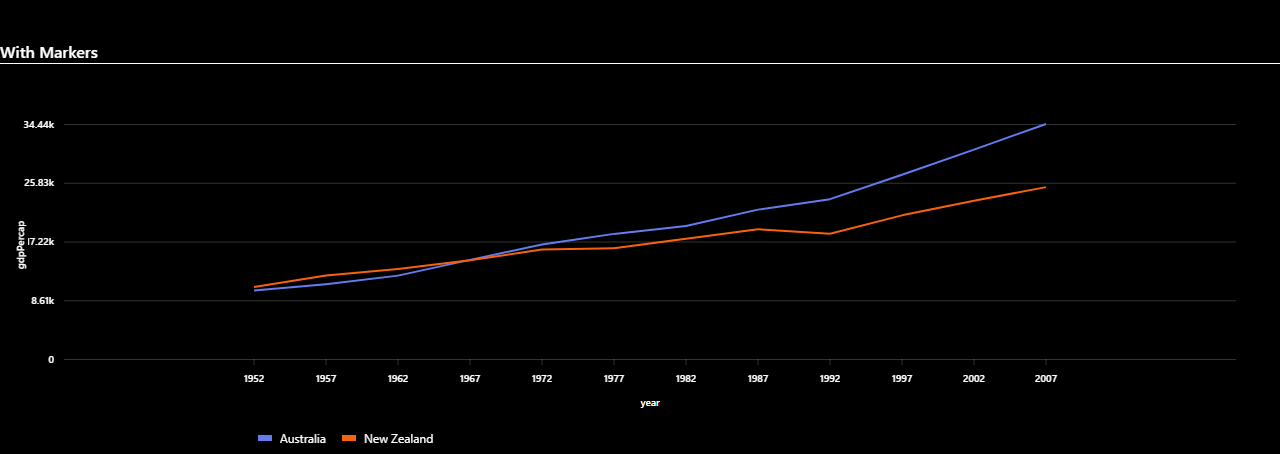 With Markers
34.44k
25.83k
17.22k
8.61k
0
gdpPercap
1952 1957 1962 1967 1972 1977 1982 1987 1992 1997 2002 2007
year
Australia New Zealand